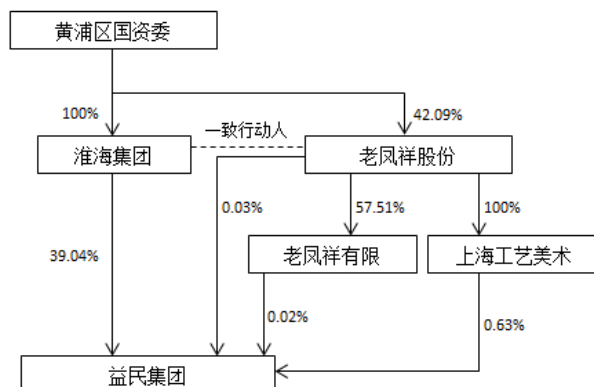 黄浦区国资委
100%
42.09%
一致行动人
淮海集团
老凤祥股份
0.03%
57.51%
100%
39.04%
老凤祥有限
上海工艺美术
0.02%
0.63%
益民集团